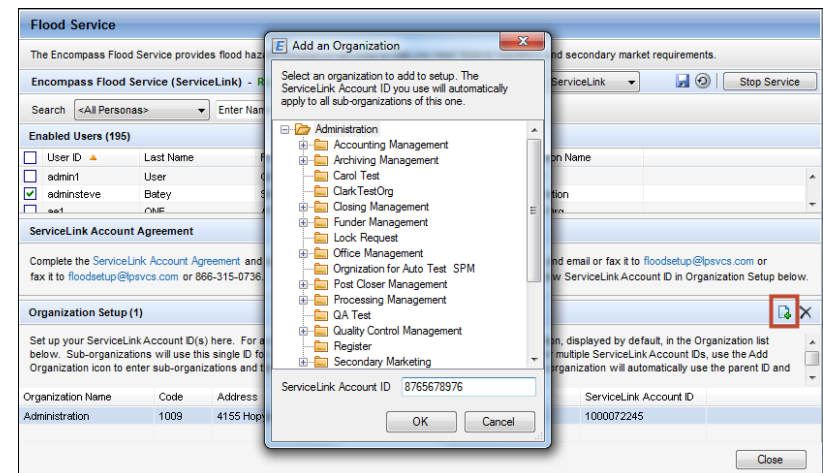 Flood Service
The Encompass Flood Service provides flood haz
nd secondary market requirements.
Encompass Flood Service (ServiceLink) - R
ServiceLink
Stop Service
Search <All Personas> Enter Nam
Enabled Users (195)
User ID Last Name F
on Name
admin1 User
adminsteve Batey S
tion
ae1 ONE
org
ServiceLink Account Agreement
Complete the ServiceLink Account Agreement and
nd email or fax it to floodsetup@lpsvcs.com or
fax it to floodsetup@lpsvcs.com or 866-315-0736.
w ServiceLink Account ID in Organization Setup below.
Organization Setup (1)
Set up your ServiceLink Account ID(s) here. For a
on, displayed by default, in the Organization list
below. Sub-organizations will use this single ID fo
multiple ServiceLink Account IDs, use the Add
Organization icon to enter sub-organizations and t
organization will automatically use the parent ID and
Organization Name Code Address
ServiceLink Account ID
Administration 1009 4155 Hopy
1000072245
Close
Add an Organization
Select an organization to add to setup. The
ServiceLink Account ID you use will automatically
apply to all sub-organizations of this one.
Administration
Accounting Management
Archiving Management
Carol Test
ClarkTestOrg
Closing Management
Funder Management
Lock Request
Office Management
Orgnization for Auto Test SPM
Post Closer Management
Processing Management
QA Test
Quality Control Management
Register
Secondary Marketing
ServiceLink Account ID 8765678976
OK Cancel